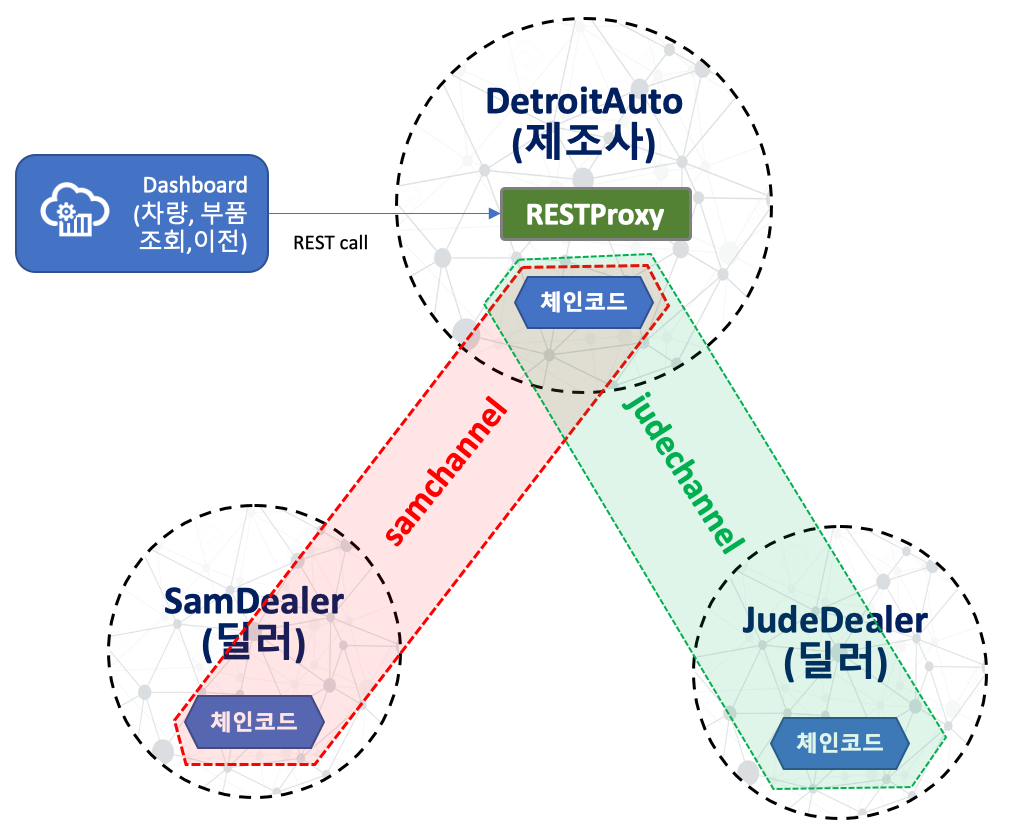 DetroitAuto
(제조사)
Dashboard
(차량, 부품
조회,이전)
REST call
RESTProxy
체인코드
samchannel
judechannel
SamDealer
(딜러)
체인코드
JudeDealer
(딜러)
체인코드